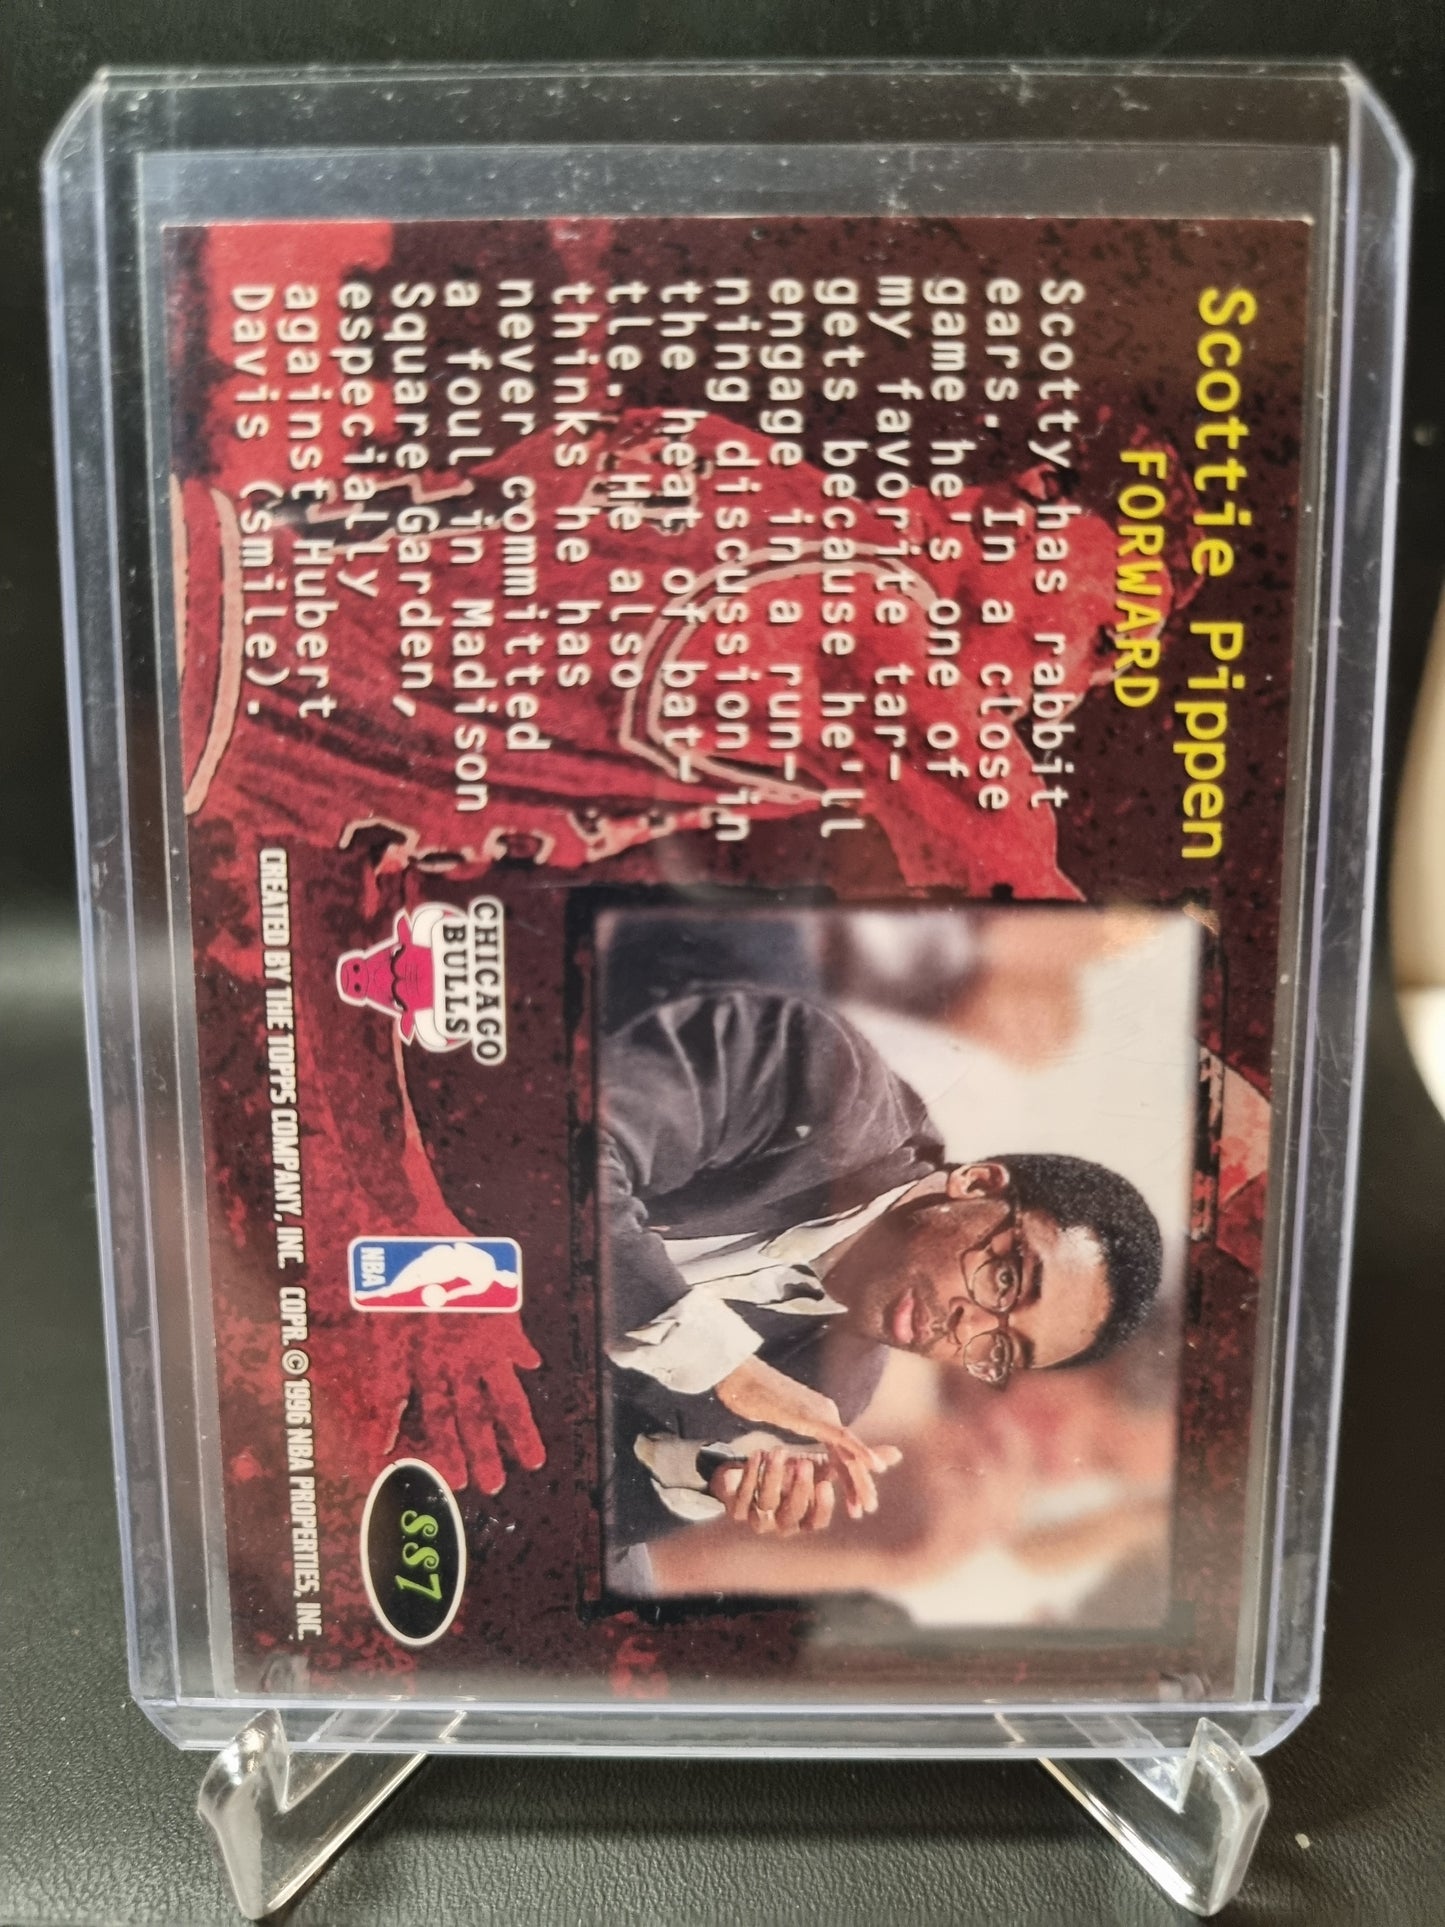 Scottie Pippen
FORWARD
Scotty has rabbit
ears. In a close
game he's one of
my favorite tar-
gets because he'll
engage in a run-
ning discussion in
the heat of bat-
tle. He also
thinks he has
never committed
a foul in Madison
Square Garden,
especially
against Hubert
Davis (smile).
CHICAGO
BULLS
NBA
SS7
CREATED BY THE TOPPS COMPANY, INC. COPR. © 1996 NBA PROPERTIES, INC.